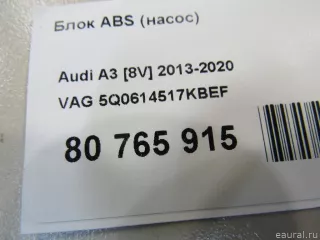 Блок ABS (насос)
Audi A3 [8V] 2013-2020
VAG 5Q0614517KBEF
80 765 915
eaural.ru